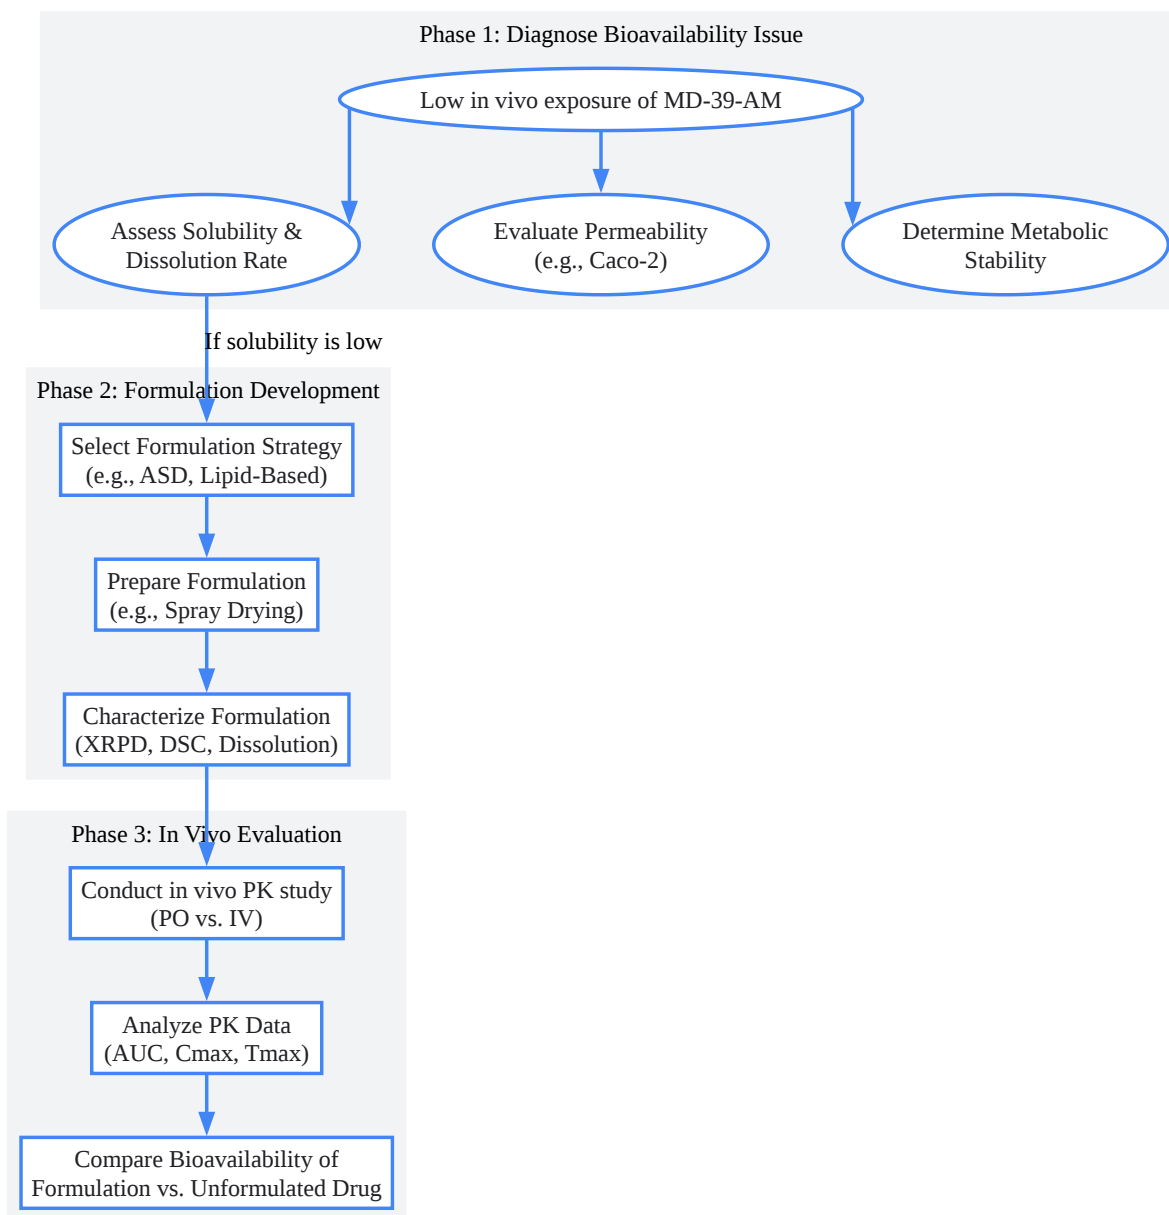 Phase 1: Diagnose Bioavailability Issue
Low in vivo exposure of MD-39-AM
Assess Solubility &
Dissolution Rate
Evaluate Permeability
(e.g., Caco-2)
Determine Metabolic
Stability
If solubility is low
Phase 2: Formulation Development
Select Formulation Strategy
(e.g., ASD, Lipid-Based)
Prepare Formulation
(e.g., Spray Drying)
Characterize Formulation
(XRPD, DSC, Dissolution)
Phase 3: In Vivo Evaluation
Conduct in vivo PK study
(PO vs. IV)
Analyze PK Data
(AUC, Cmax, Tmax)
Compare Bioavailability of
Formulation vs. Unformulated Drug